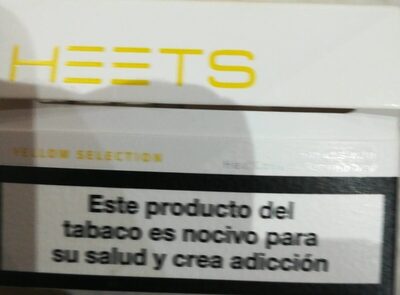 HEETS
YELLOW SELECTION
Este producto del
tabaco es nocivo para
su salud y crea adicción